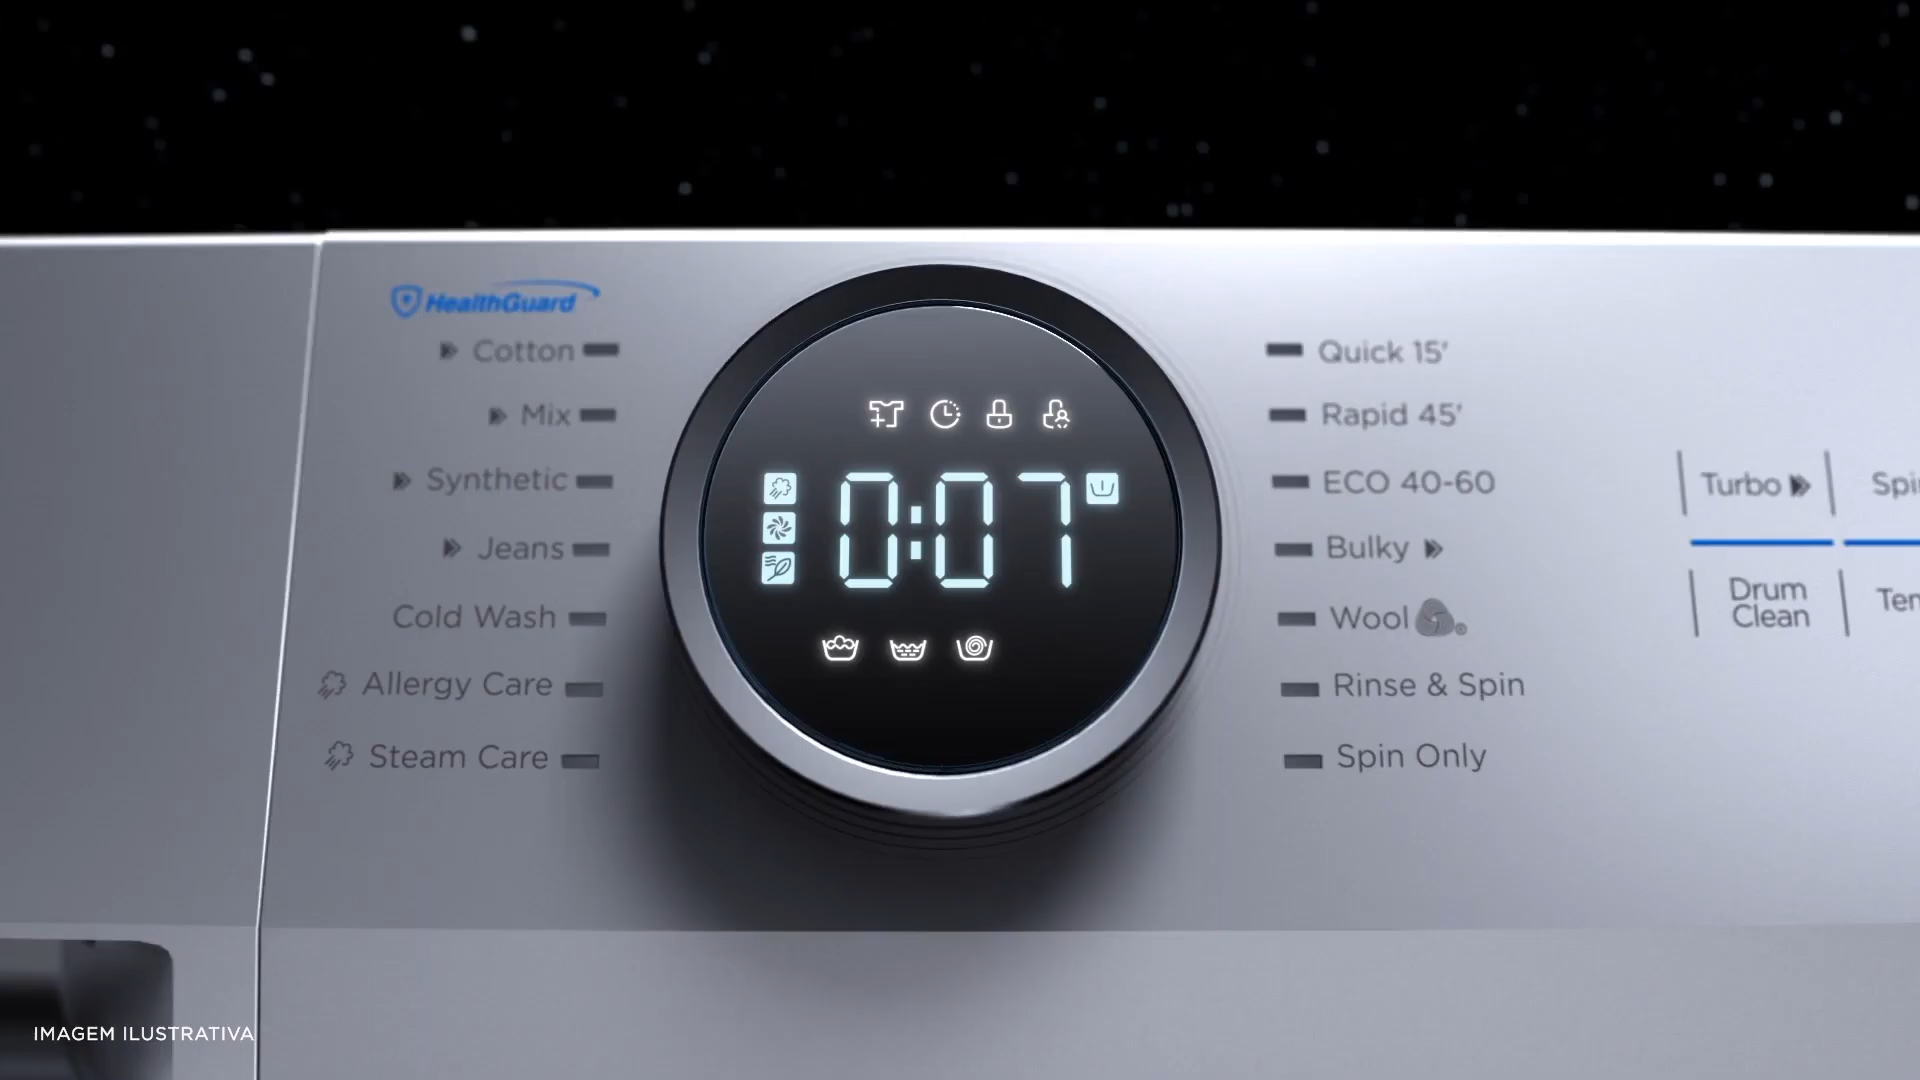 HealthGuard
Cotton
Mix
Synthetic
Jeans
Cold Wash
Allergy Care
Steam Care
0:07
Quick 15'
Rapid 45'
ECO 40-60
Bulky
Wool
Rinse & Spin
Spin Only
Turbo
Drum
Clean
IMAGEM ILUSTRATIVA